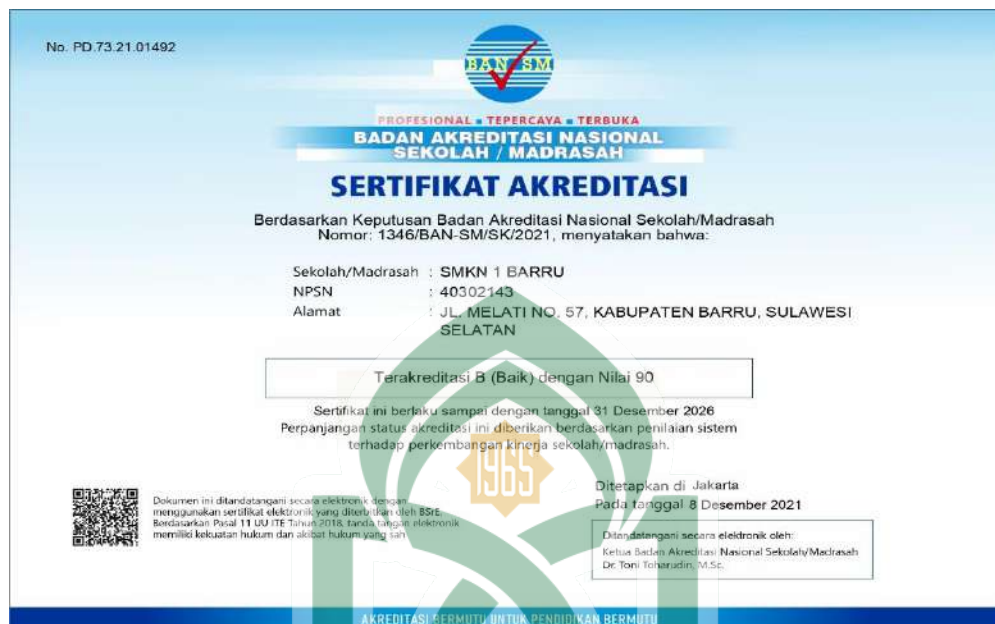 No. PD.73.21.01492
BAN SM
PROFESIONAL ▪ TEPERCAYA ▪ TERBUKA
BADAN AKREDITASI NASIONAL
SEKOLAH / MADRASAH
SERTIFIKAT AKREDITASI
Berdasarkan Keputusan Badan Akreditasi Nasional Sekolah/Madrasah
Nomor: 1346/BAN-SM/SK/2021, menyatakan bahwa:
Sekolah/Madrasah : SMKN 1 BARRU
NPSN : 40302143
Alamat : JL. MELATI NO. 57, KABUPATEN BARRU, SULAWESI
SELATAN
Terakreditasi B (Baik) dengan Nilai 90
Sertifikat ini berlaku sampai dengan tanggal 31 Desember 2026
Perpanjangan status akreditasi ini diberikan berdasarkan penilaian sistem
terhadap perkembangan kinerja sekolah/madrasah.
1965
Ditetapkan di Jakarta
Pada tanggal 8 Desember 2021
Dokumen ini ditandatangani secara elektronik dengan
menggunakan sertifikat elektronik yang diterbitkan oleh BSrE.
Berdasarkan Pasal 11 UU ITE Tahun 2018, tanda tangan elektronik
memiliki kekuatan hukum dan akibat hukum yang sah
Ditandatangani secara elektronik oleh:
Ketua Badan Akreditasi Nasional Sekolah/Madrasah
Dr. Toni Toharudin, M.Sc.
AKREDITASI BERMUTU UNTUK PENDIDIKAN BERMUTU